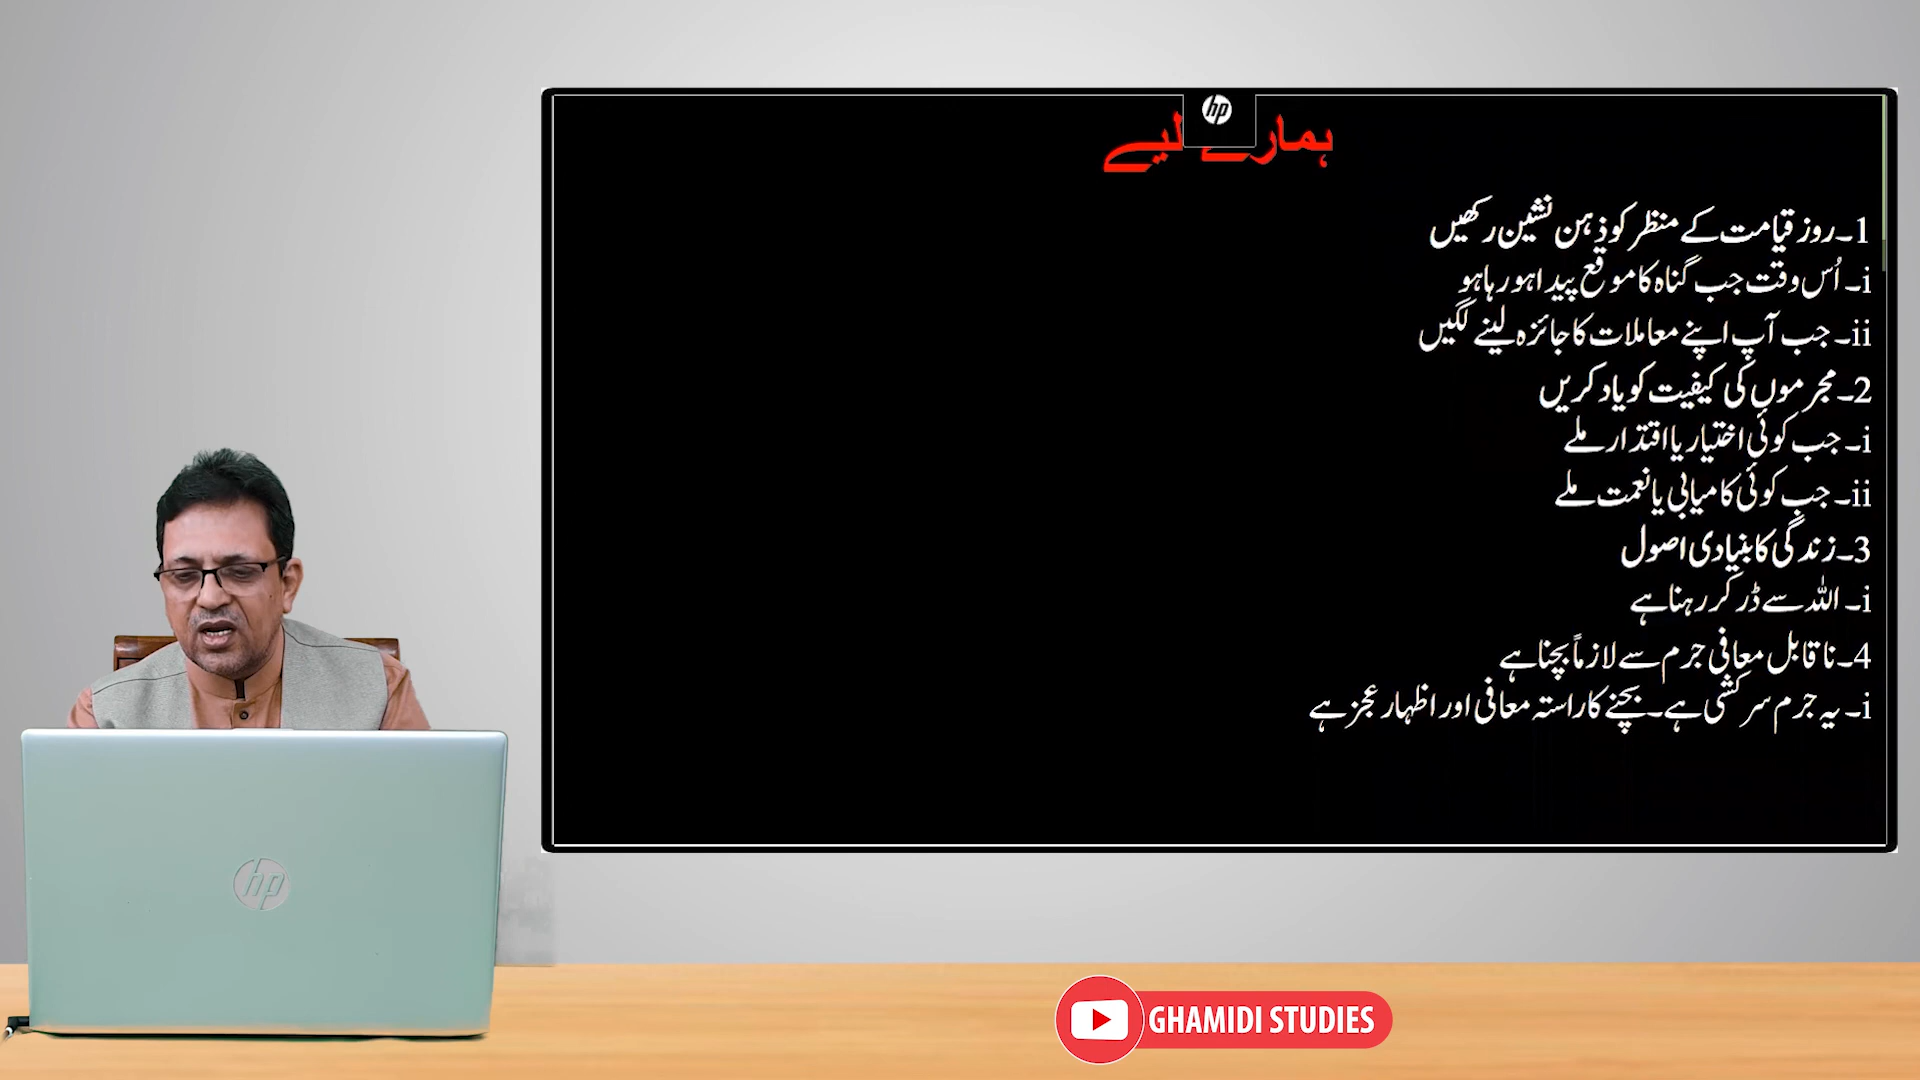 ہمارے لیے
1۔روز قیامت کے منظر کو ذہن نشین رکھیں
i۔ اُس وقت جب گناہ کا موقع پیدا ہو رہا ہو
ii۔ جب آپ اپنے معاملات کا جائزہ لینے لگیں
2۔مجرموں کی کیفیت کو یاد کریں
i۔ جب کوئی اختیار یا اقتدار ملے
ii۔ جب کوئی کامیابی یا نعمت ملے
3۔زندگی کا بنیادی اصول
i۔ اللہ سے ڈر کر رہنا ہے
4۔ناقابل معافی جرم سے لازماً بچنا ہے
i۔ یہ جرم سرکشی ہے۔بچنے کا راستہ معافی اور اظہار عجز ہے
hp
hp
GHAMIDI STUDIES